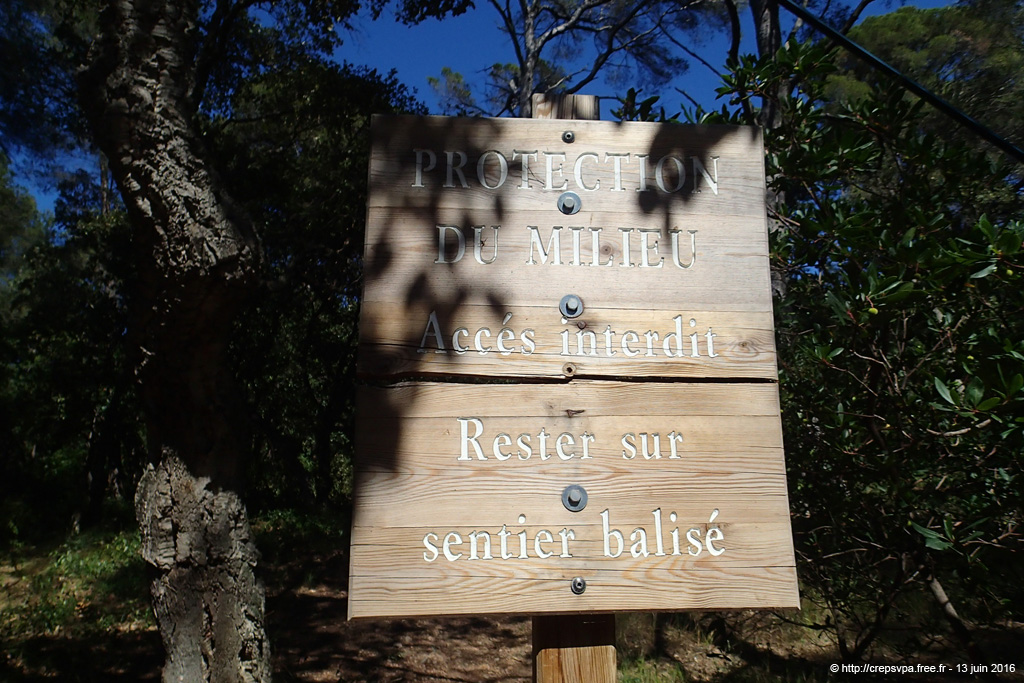 PROTECTION
DU MILIEU
Accés interdit
Rester sur
sentier balisé
© http://crepsvpa.free.fr - 13 juin 2016